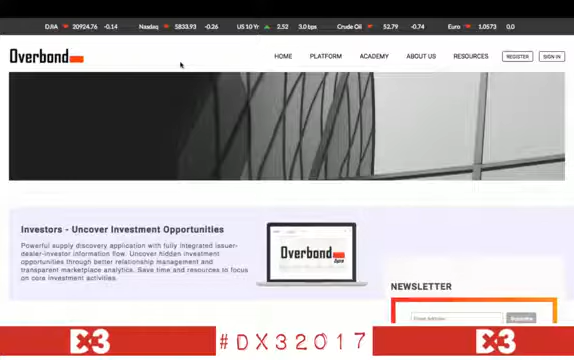 DJIA 20924.76 -0.14 Nasdaq 5833.93 -0.26 US 10 Yr 2.52 3.0 bps Crude Oil 52.79 -0.74 Euro 1.0573 0.0
Overbond
HOME PLATFORM ACADEMY ABOUT US RESOURCES REGISTER SIGN IN
Investors - Uncover Investment Opportunities
Powerful supply discovery application with fully integrated issuer-
dealer-investor information flow. Uncover hidden investment
opportunities through better relationship management and
transparent marketplace analytics. Save time and resources to focus
on core investment activities.
Overbond
NEWSLETTER
Email Address
Subscribe
DX3 #DX32017 DX3